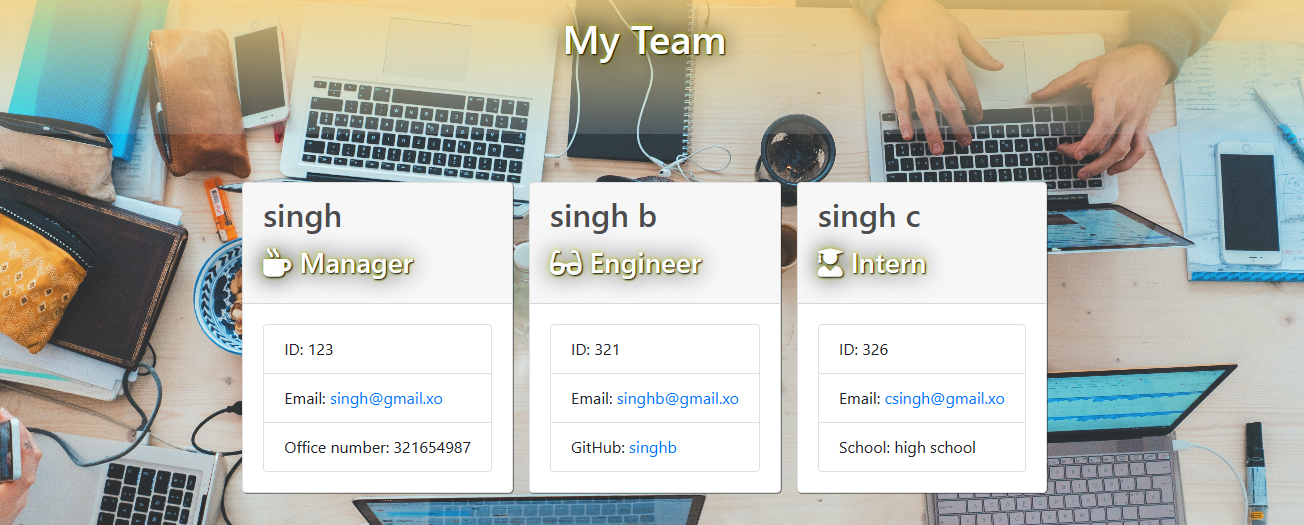 My Team
singh
Manager
ID: 123
Email: singh@gmail.xo
Office number: 321654987
singh b
Engineer
ID: 321
Email: singhb@gmail.xo
GitHub: singhb
singh c
Intern
ID: 326
Email: csingh@gmail.xo
School: high school